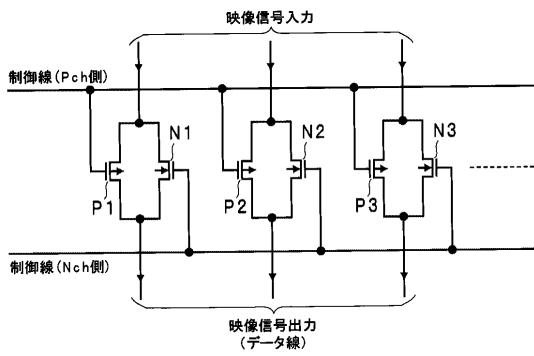 映像信号入力
制御線(Pch側)
N1
N2
N3
P1
P2
P3
制御線(Nch側)
映像信号出力
(データ線)